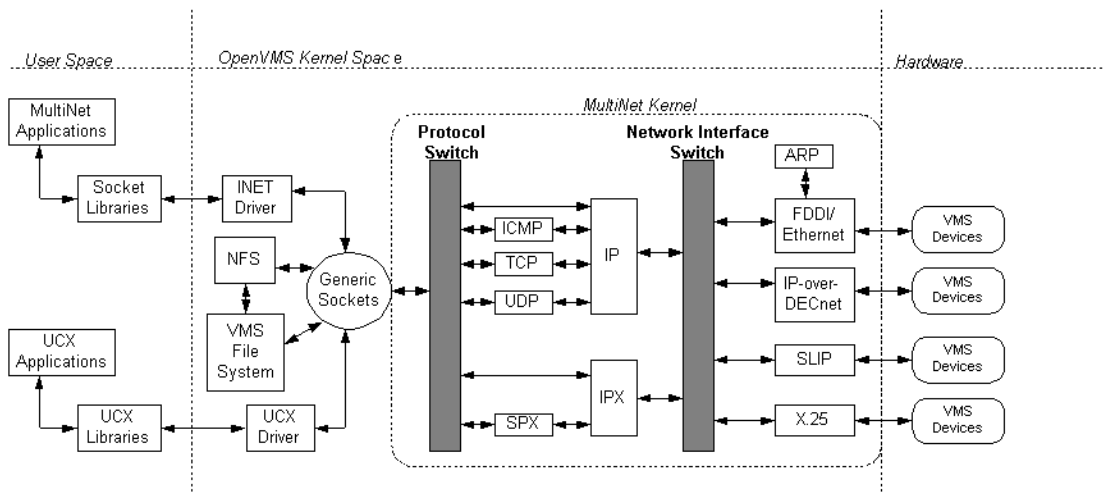 User Space
OpenVMS Kernel Space
Hardware
MultiNet
Applications
Socket
Libraries
INET
Driver
NFS
VMS
File
System
Generic
Sockets
UCX
Applications
UCX
Libraries
UCX
Driver
MultiNet Kernel
Protocol
Switch
ICMP
TCP
UDP
IP
SPX
IPX
Network Interface
Switch
ARP
FDDI/
Ethernet
IP-over-
DECnet
SLIP
X.25
VMS
Devices
VMS
Devices
VMS
Devices
VMS
Devices